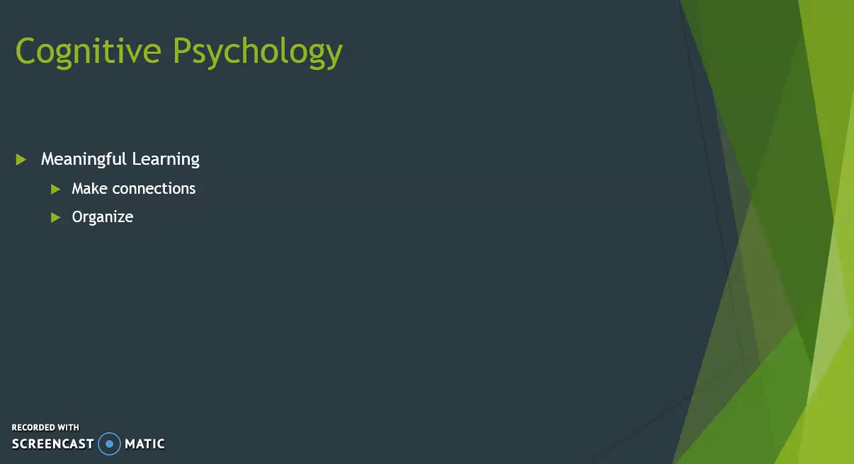 Cognitive Psychology
Meaningful Learning
Make connections
Organize
RECORDED WITH
SCREENCAST MATIC